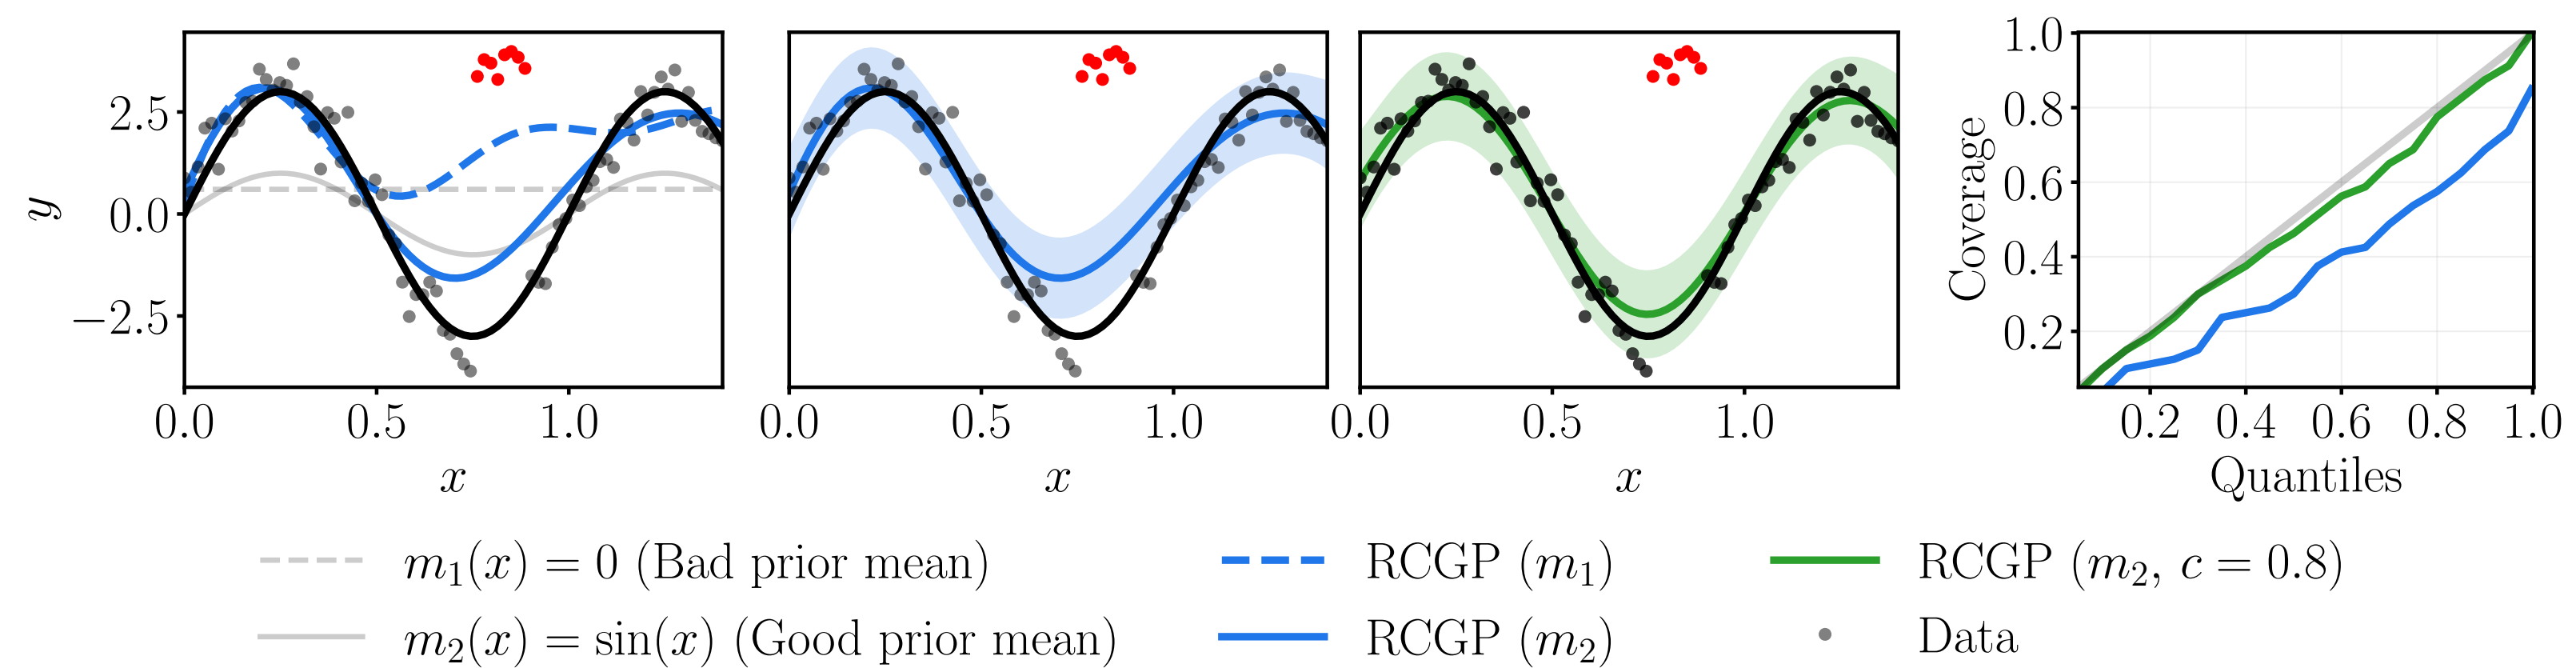 y
2.5
0.0
−2.5
0.0 0.5 1.0
x
0.0 0.5 1.0
x
0.0 0.5 1.0
x
Coverage
1.0
0.8
0.6
0.4
0.2
0.2 0.4 0.6 0.8 1.0
Quantiles
m₁(x) = 0 (Bad prior mean)
m₂(x) = sin(x) (Good prior mean)
RCGP (m₁)
RCGP (m₂)
RCGP (m₂, c = 0.8)
Data